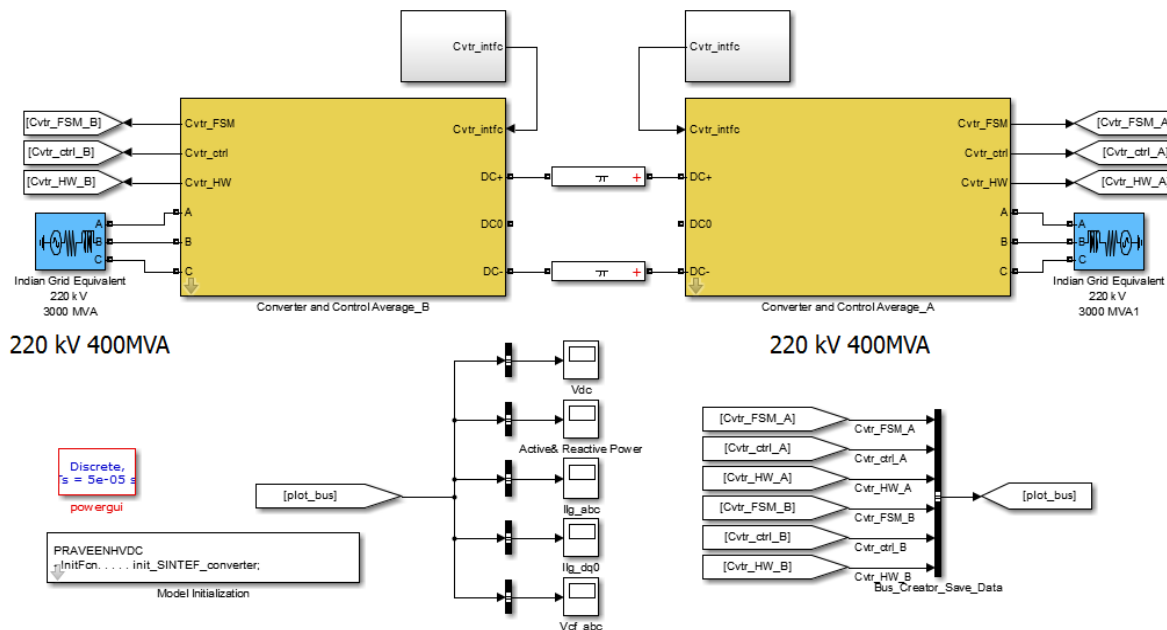 Cvtr_intfc
Cvtr_intfc
[Cvtr_FSM_B]
Cvtr_FSM
Cvtr_intfc
Cvtr_intfc
Cvtr_FSM
[Cvtr_FSM_A]
[Cvtr_ctrl_B]
Cvtr_ctrl
Cvtr_ctrl
[Cvtr_ctrl_A]
[Cvtr_HW_B]
Cvtr_HW
DC+
+
DC+
Cvtr_HW
[Cvtr_HW_A]
A
A
DC0
DC0
A
A
B
B
B
B
C
C
DC-
+
DC-
C
C
Indian Grid Equivalent
220 kV
3000 MVA
Converter and Control Average_B
Converter and Control Average_A
Indian Grid Equivalent
220 kV
3000 MVA1
220 kV 400MVA
220 kV 400MVA
Vdc
Active& Reactive Power
Ilg_abc
Ilg_dq0
Vcf_abc
[plot_bus]
Discrete,
Ts = 5e-05 s
powergui
PRAVEENHVDC
-InitFcn. . . . . init_SINTEF_converter;
Model Initialization
[Cvtr_FSM_A]
Cvtr_FSM_A
[Cvtr_ctrl_A]
Cvtr_ctrl_A
[Cvtr_HW_A]
Cvtr_HW_A
[Cvtr_FSM_B]
Cvtr_FSM_B
[Cvtr_ctrl_B]
Cvtr_ctrl_B
[Cvtr_HW_B]
Cvtr_HW_B
Bus_Creator_Save_Data
[plot_bus]